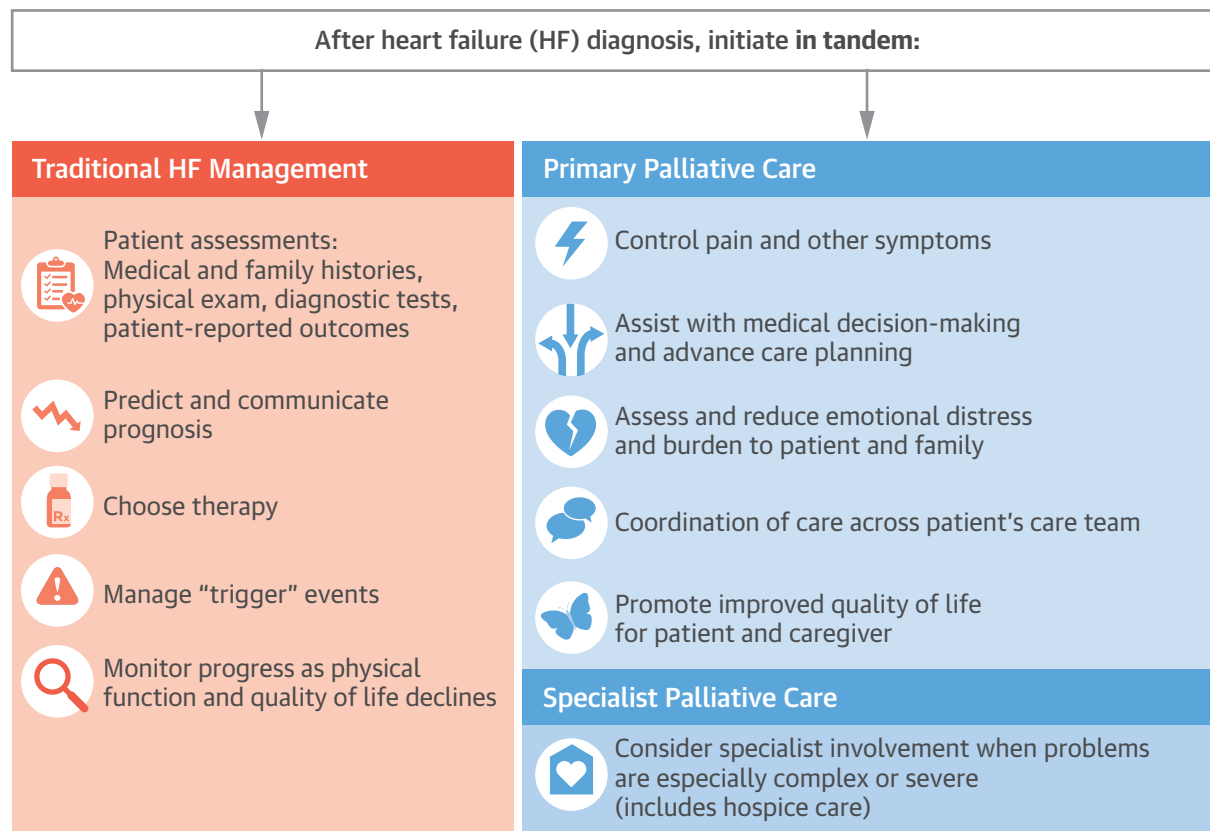 After heart failure (HF) diagnosis, initiate in tandem:
Traditional HF Management
Patient assessments:
Medical and family histories,
physical exam, diagnostic tests,
patient-reported outcomes
Predict and communicate
prognosis
Rx
Choose therapy
Manage “trigger” events
Monitor progress as physical
function and quality of life declines
Primary Palliative Care
Control pain and other symptoms
Assist with medical decision-making
and advance care planning
Assess and reduce emotional distress
and burden to patient and family
Coordination of care across patient’s care team
Promote improved quality of life
for patient and caregiver
Specialist Palliative Care
Consider specialist involvement when problems
are especially complex or severe
(includes hospice care)